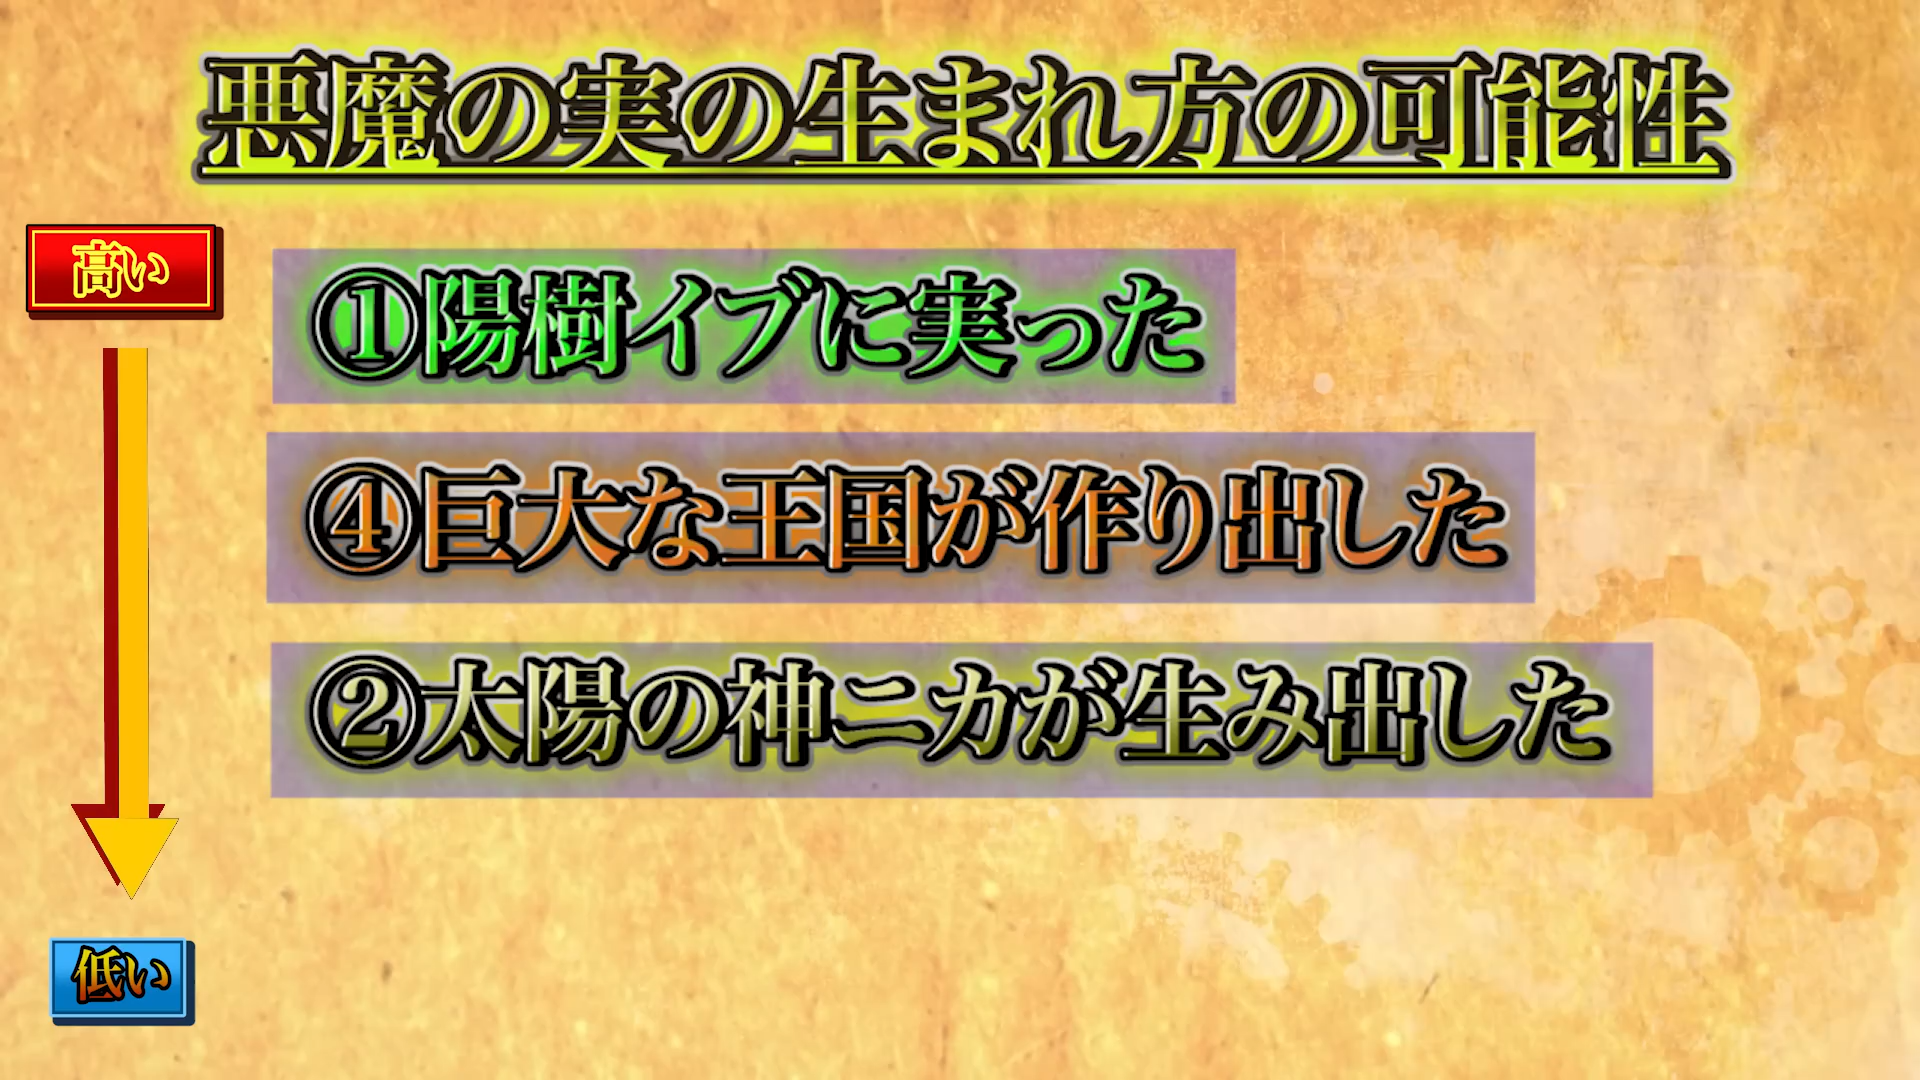 悪魔の実の生まれ方の可能性
高い
①陽樹イブに実った
④巨大な王国が作り出した
②太陽の神ニカが生み出した
低い